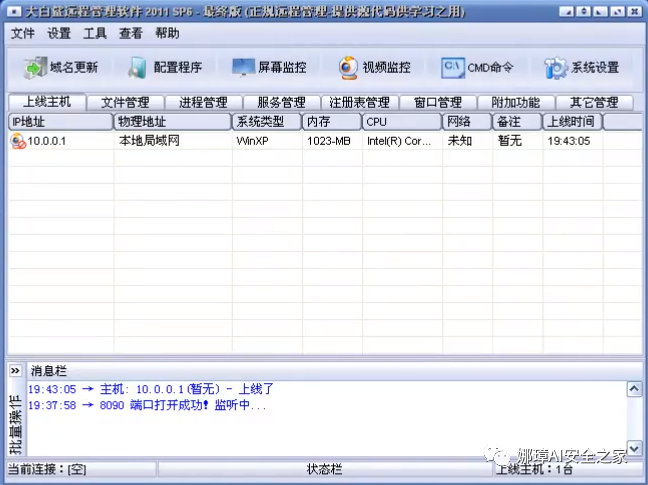 大白鲨远程管理软件 2011 SP6 - 最终版 (正规远程管理-提供源代码供学习之用)
文件 设置 工具 查看 帮助
域名更新 配置程序 屏幕监控 视频监控 C:\ CMD命令 系统设置
上线主机 文件管理 进程管理 服务管理 注册表管理 窗口管理 附加功能 其它管理
IP地址 物理地址 系统类型 内存 CPU 网络 备注 上线时间
10.0.0.1 本地局域网 WinXP 1023-MB Intel(R) Cor... 未知 暂无 19:43:05
» 消息栏
19:43:05 → 主机: 10.0.0.1(暂无) - 上线了
19:37:58 → 8090 端口打开成功! 监听中...
批量操作
娜璋AI安全之家
当前连接：[空] 状态栏 上线主机：1台